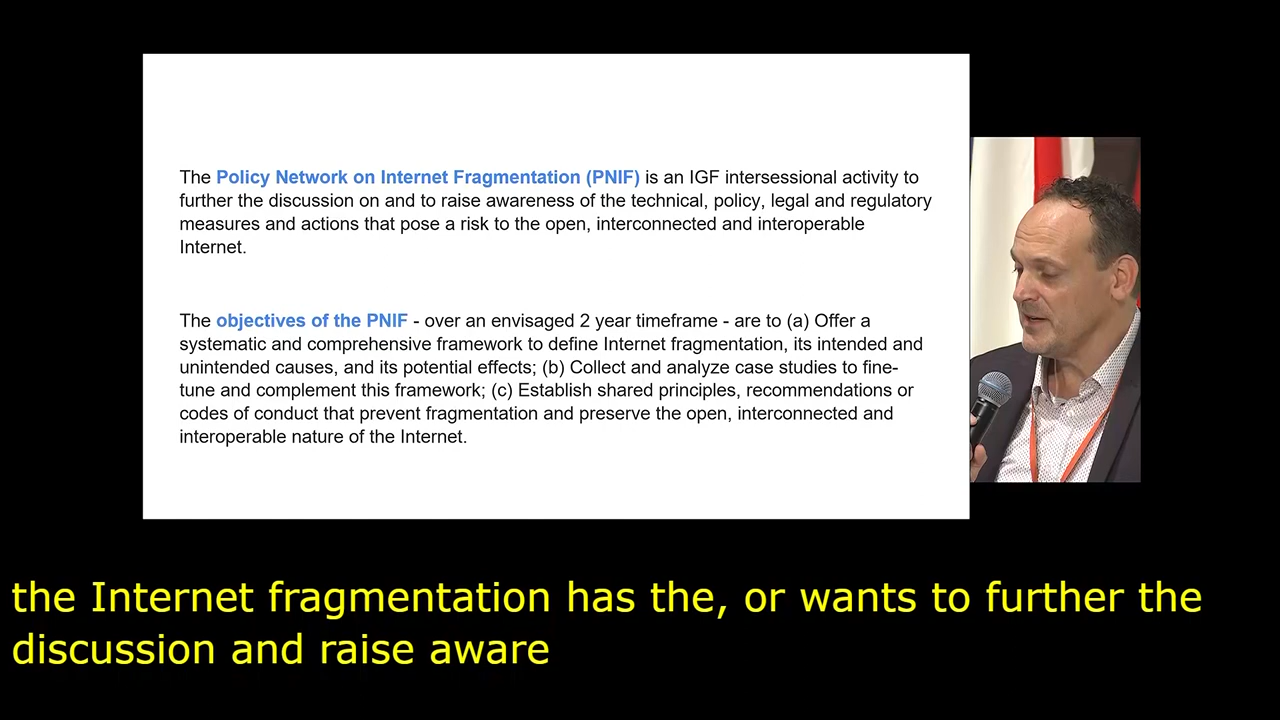 The Policy Network on Internet Fragmentation (PNIF) is an IGF intersessional activity to
further the discussion on and to raise awareness of the technical, policy, legal and regulatory
measures and actions that pose a risk to the open, interconnected and interoperable
Internet.
The objectives of the PNIF - over an envisaged 2 year timeframe - are to (a) Offer a
systematic and comprehensive framework to define Internet fragmentation, its intended and
unintended causes, and its potential effects; (b) Collect and analyze case studies to fine-
tune and complement this framework; (c) Establish shared principles, recommendations or
codes of conduct that prevent fragmentation and preserve the open, interconnected and
interoperable nature of the Internet.
the Internet fragmentation has the, or wants to further the
discussion and raise aware